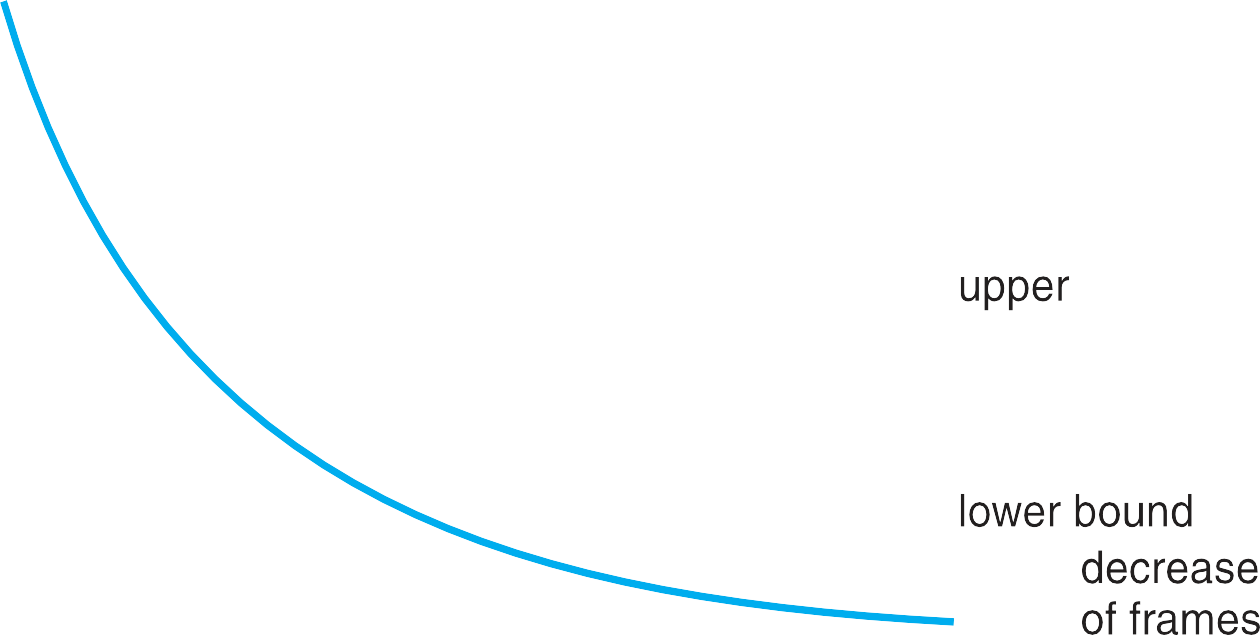 upper
lower bound
decrease
of frames